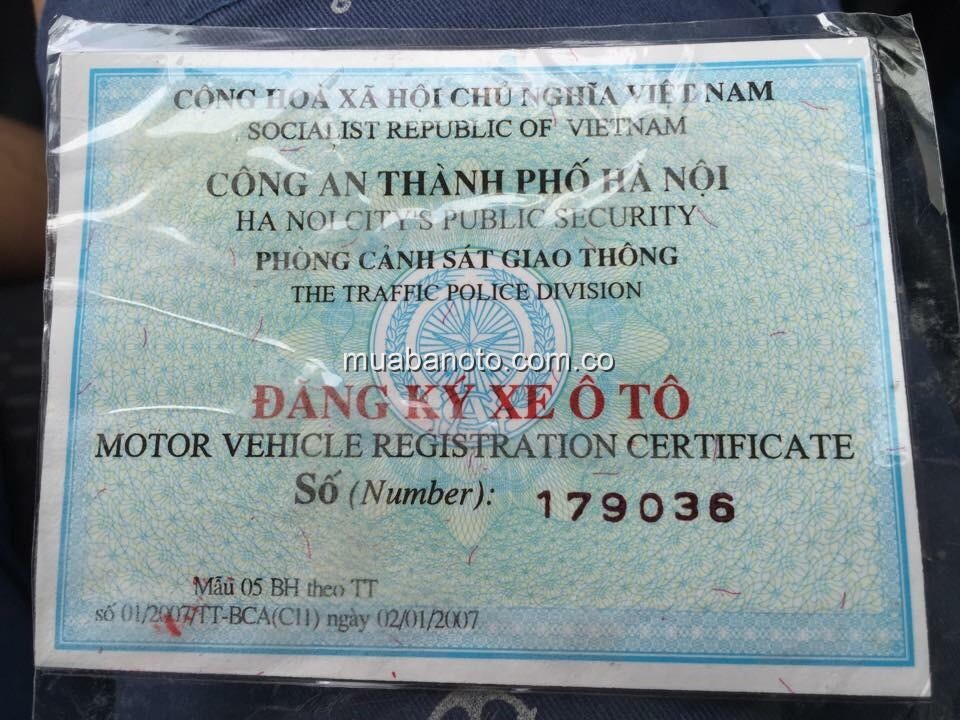 CÔNG HOÀ XÃ HỘI CHỦ NGHĨA VIỆT NAM
SOCIALIST REPUBLIC OF VIETNAM
CÔNG AN THÀNH PHỐ HÀ NỘI
HA NOI CITY'S PUBLIC SECURITY
PHÒNG CẢNH SÁT GIAO THÔNG
THE TRAFFIC POLICE DIVISION
muabanoto.com.co
ĐĂNG KÝ XE Ô TÔ
MOTOR VEHICLE REGISTRATION CERTIFICATE
Số (Number): 179036
Mẫu 05 BH theo TT
số 01/2007/TT-BCA(C11) ngày 02/01/2007